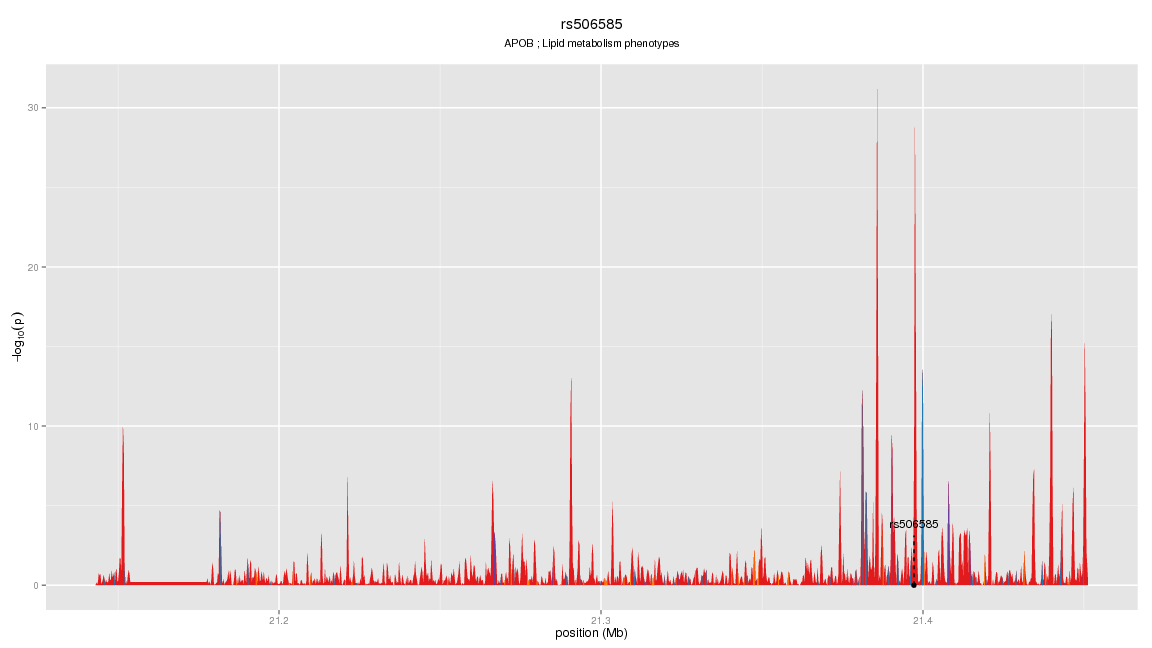 rs506585
APOB ; Lipid metabolism phenotypes
−log10(p)
30
20
10
0
rs506585
21.2
21.3
21.4
position (Mb)